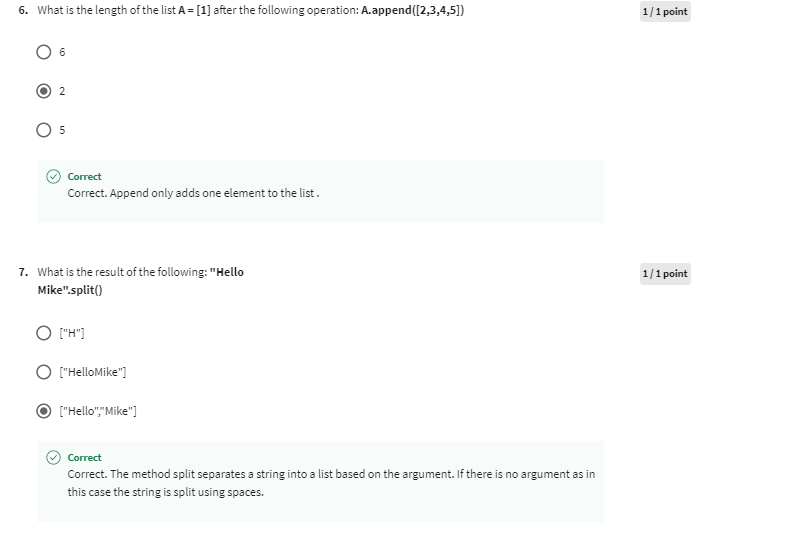 6. What is the length of the list A = [1] after the following operation: A.append([2,3,4,5])
1 / 1 point
6
2
5
Correct
Correct. Append only adds one element to the list .
7. What is the result of the following: "Hello
Mike".split()
1 / 1 point
["H"]
["HelloMike"]
["Hello","Mike"]
Correct
Correct. The method split separates a string into a list based on the argument. If there is no argument as in
this case the string is split using spaces.